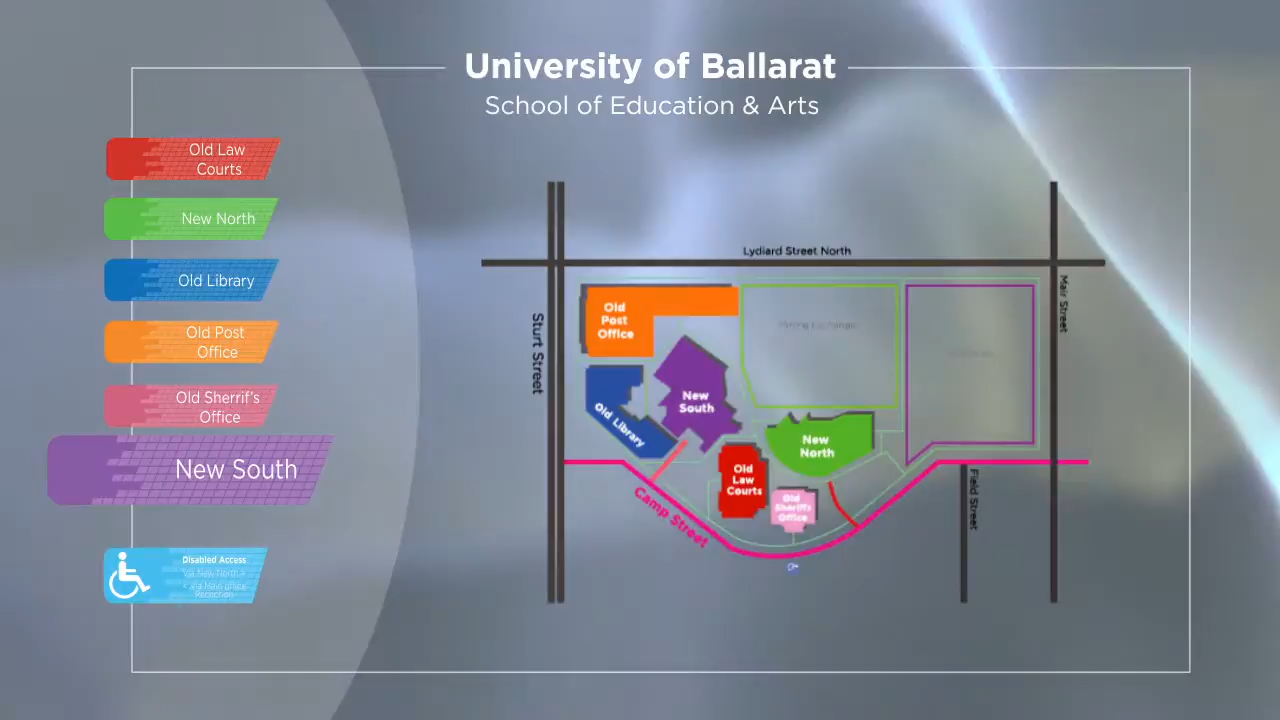 University of Ballarat
School of Education & Arts
Old Law
Courts
New North
Old Library
Old Post
Office
Old Sherrif's
Office
New South
Disabled Access
Reception
Lydiard Street North
Sturt Street
Mair Street
Old
Post
Office
New
South
Old Library
New
North
Old
Law
Courts
Old
Sheriff's
Office
Camp Street
Field Street